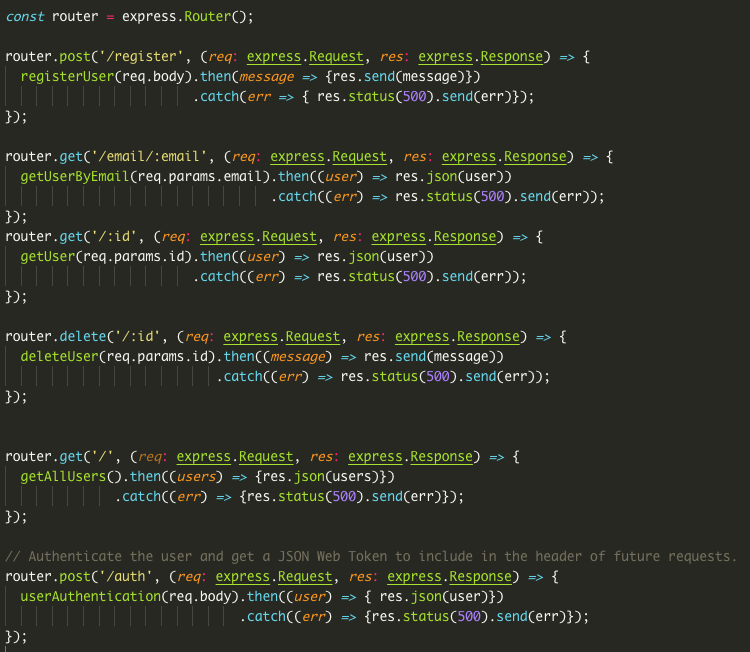 const router = express.Router();
router.post('/register', (req: express.Request, res: express.Response) => {
registerUser(req.body).then(message => {res.send(message)})
.catch(err => { res.status(500).send(err)});
});
router.get('/email/:email', (req: express.Request, res: express.Response) => {
getUserByEmail(req.params.email).then((user) => res.json(user))
.catch((err) => res.status(500).send(err));
});
router.get('/:id', (req: express.Request, res: express.Response) => {
getUser(req.params.id).then((user) => res.json(user))
.catch((err) => res.status(500).send(err));
});
router.delete('/:id', (req: express.Request, res: express.Response) => {
deleteUser(req.params.id).then((message) => res.send(message))
.catch((err) => res.status(500).send(err));
});
router.get('/', (req: express.Request, res: express.Response) => {
getAllUsers().then((users) => {res.json(users)})
.catch((err) => {res.status(500).send(err)});
});
// Authenticate the user and get a JSON Web Token to include in the header of future requests.
router.post('/auth', (req: express.Request, res: express.Response) => {
userAuthentication(req.body).then((user) => { res.json(user)})
.catch((err) => {res.status(500).send(err)});
});